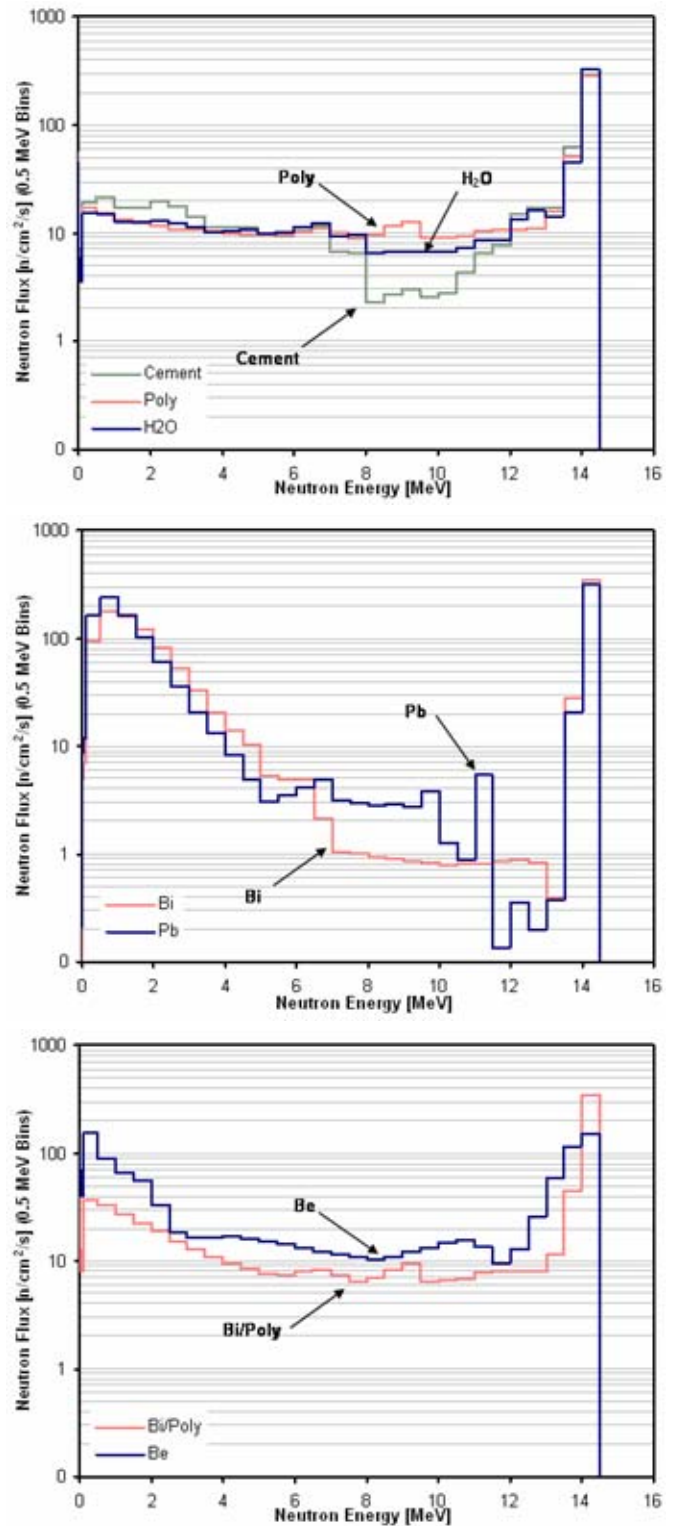 Neutron Flux [n/cm²/s] (0.5 MeV Bins)
1000
100
10
1
0
Poly
H₂O
Cement
Cement
Poly
H2O
0 2 4 6 8 10 12 14 16
Neutron Energy [MeV]
Neutron Flux [n/cm²/s] (0.5 MeV Bins)
1000
100
10
1
0
Pb
Bi
Bi
Pb
0 2 4 6 8 10 12 14 16
Neutron Energy [MeV]
Neutron Flux [n/cm²/s] (0.5 MeV Bins)
1000
100
10
1
0
Be
Bi/Poly
Bi/Poly
Be
0 2 4 6 8 10 12 14 16
Neutron Energy [MeV]